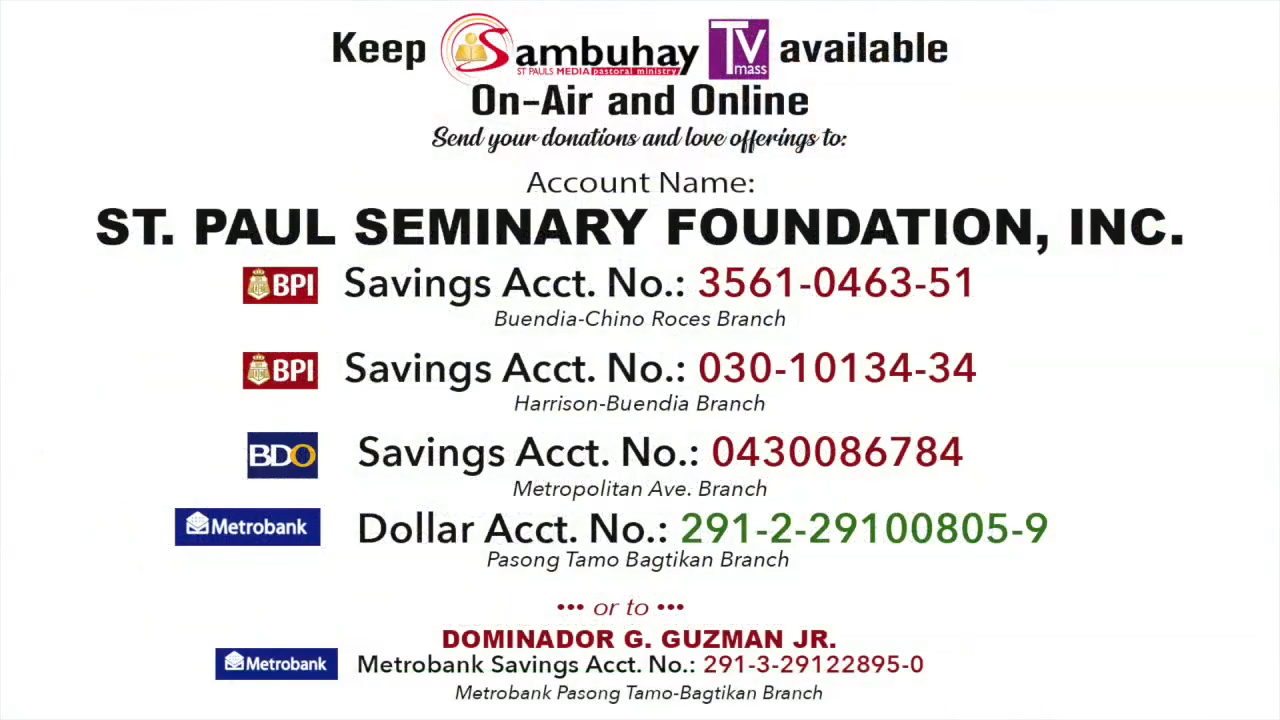 Keep Sambuhay TV mass available
ST PAULS MEDIA pastoral ministry
On-Air and Online
Send your donations and love offerings to:
Account Name:
ST. PAUL SEMINARY FOUNDATION, INC.
BPI Savings Acct. No.: 3561-0463-51
Buendia-Chino Roces Branch
BPI Savings Acct. No.: 030-10134-34
Harrison-Buendia Branch
BDO Savings Acct. No.: 0430086784
Metropolitan Ave. Branch
Metrobank Dollar Acct. No.: 291-2-29100805-9
Pasong Tamo Bagtikan Branch
••• or to •••
DOMINADOR G. GUZMAN JR.
Metrobank Metrobank Savings Acct. No.: 291-3-29122895-0
Metrobank Pasong Tamo-Bagtikan Branch